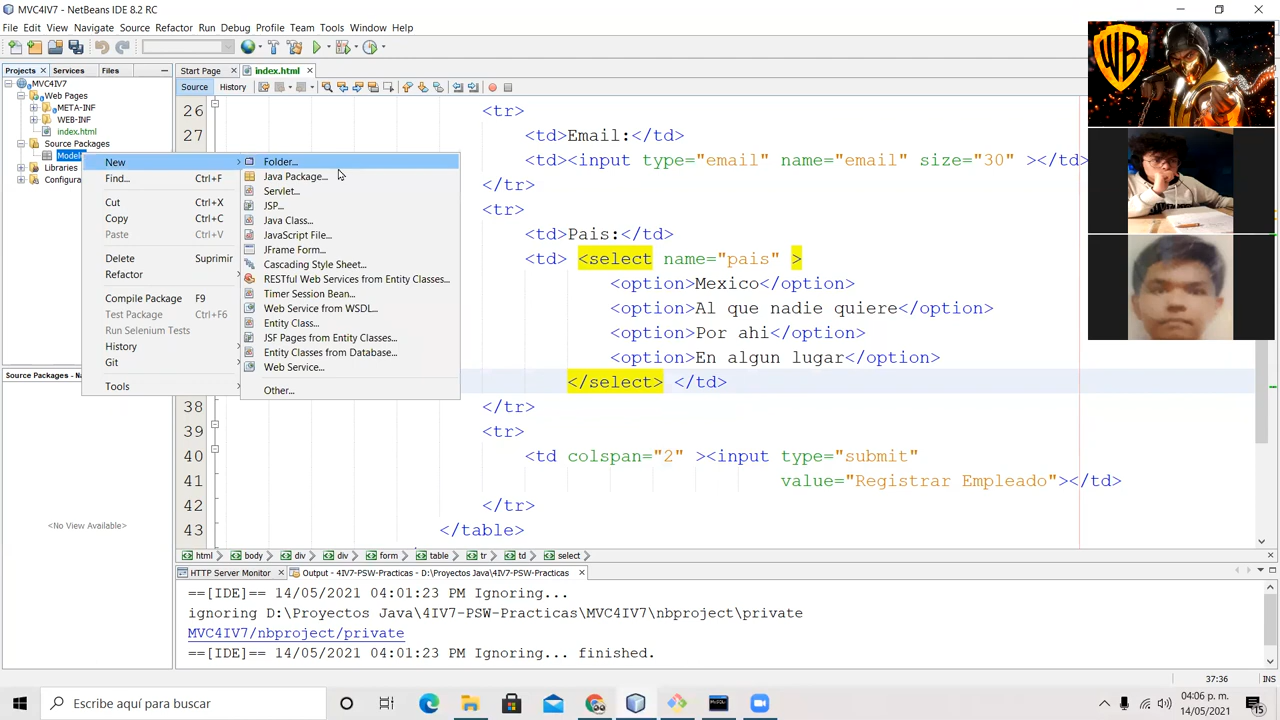 MVC4IV7 - NetBeans IDE 8.2 RC
File Edit View Navigate Source Refactor Run Debug Profile Team Tools Window Help
Projects Services Files
Start Page index.html
Source History
MVC4IV7
Web Pages
META-INF
WEB-INF
index.html
Source Packages
Libraries
New
Find... Ctrl+F
Cut Ctrl+X
Copy Ctrl+C
Paste Ctrl+V
Delete Suprimir
Refactor
Compile Package F9
Test Package Ctrl+F6
Run Selenium Tests
History
Git
Tools
Folder...
Java Package...
Servlet...
JSP...
Java Class...
JavaScript File...
JFrame Form...
Cascading Style Sheet...
RESTful Web Services from Entity Classes...
Timer Session Bean...
Web Service from WSDL...
Entity Class...
JSF Pages from Entity Classes...
Entity Classes from Database...
Web Service...
Other...
26 <tr>
27 <td>Email:</td>
<td><input type="email" name="email" size="30" ></td>
</tr>
<tr>
<td>Pais:</td>
<td> <select name="pais" >
<option>Mexico</option>
<option>Al que nadie quiere</option>
<option>Por ahi</option>
<option>En algun lugar</option>
</select> </td>
38 </tr>
39 <tr>
40 <td colspan="2" ><input type="submit"
41 value="Registrar Empleado"></td>
42 </tr>
43 </table>
<No View Available>
html body div div form table tr td select
HTTP Server Monitor Output - 4IV7-PSW-Practicas - D:\Proyectos Java\4IV7-PSW-Practicas
==[IDE]== 14/05/2021 04:01:23 PM Ignoring...
ignoring D:\Proyectos Java\4IV7-PSW-Practicas\MVC4IV7\nbproject\private
MVC4IV7/nbproject/private
==[IDE]== 14/05/2021 04:01:23 PM Ignoring... finished.
37:36 INS
Escribe aquí para buscar
04:06 p. m.
14/05/2021
15
WB